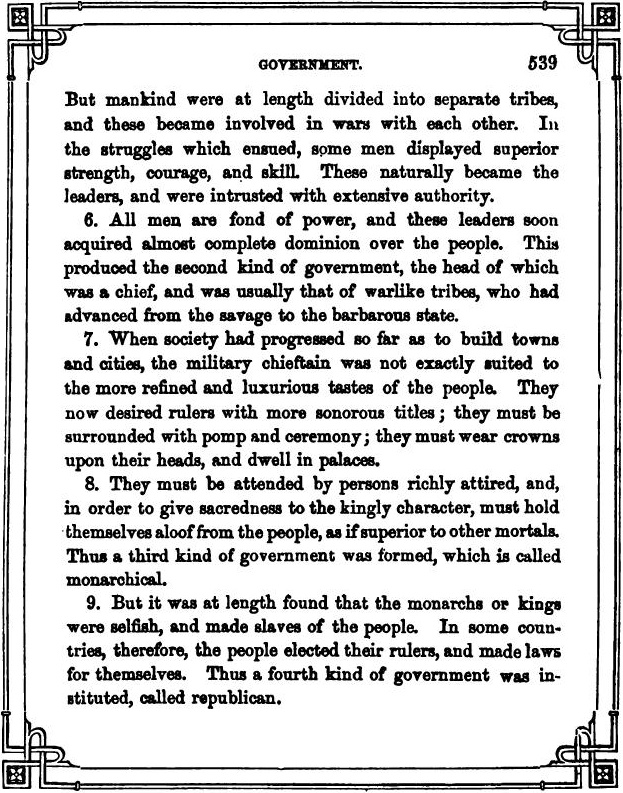 GOVERNMENT. 539
But mankind were at length divided into separate tribes,
and these became involved in wars with each other. In
the struggles which ensued, some men displayed superior
strength, courage, and skill. These naturally became the
leaders, and were intrusted with extensive authority.
6. All men are fond of power, and these leaders soon
acquired almost complete dominion over the people. This
produced the second kind of government, the head of which
was a chief, and was usually that of warlike tribes, who had
advanced from the savage to the barbarous state.
7. When society had progressed so far as to build towns
and cities, the military chieftain was not exactly suited to
the more refined and luxurious tastes of the people. They
now desired rulers with more sonorous titles; they must be
surrounded with pomp and ceremony; they must wear crowns
upon their heads, and dwell in palaces.
8. They must be attended by persons richly attired, and,
in order to give sacredness to the kingly character, must hold
themselves aloof from the people, as if superior to other mortals.
Thus a third kind of government was formed, which is called
monarchical.
9. But it was at length found that the monarchs or kings
were selfish, and made slaves of the people. In some coun-
tries, therefore, the people elected their rulers, and made laws
for themselves. Thus a fourth kind of government was in-
stituted, called republican.